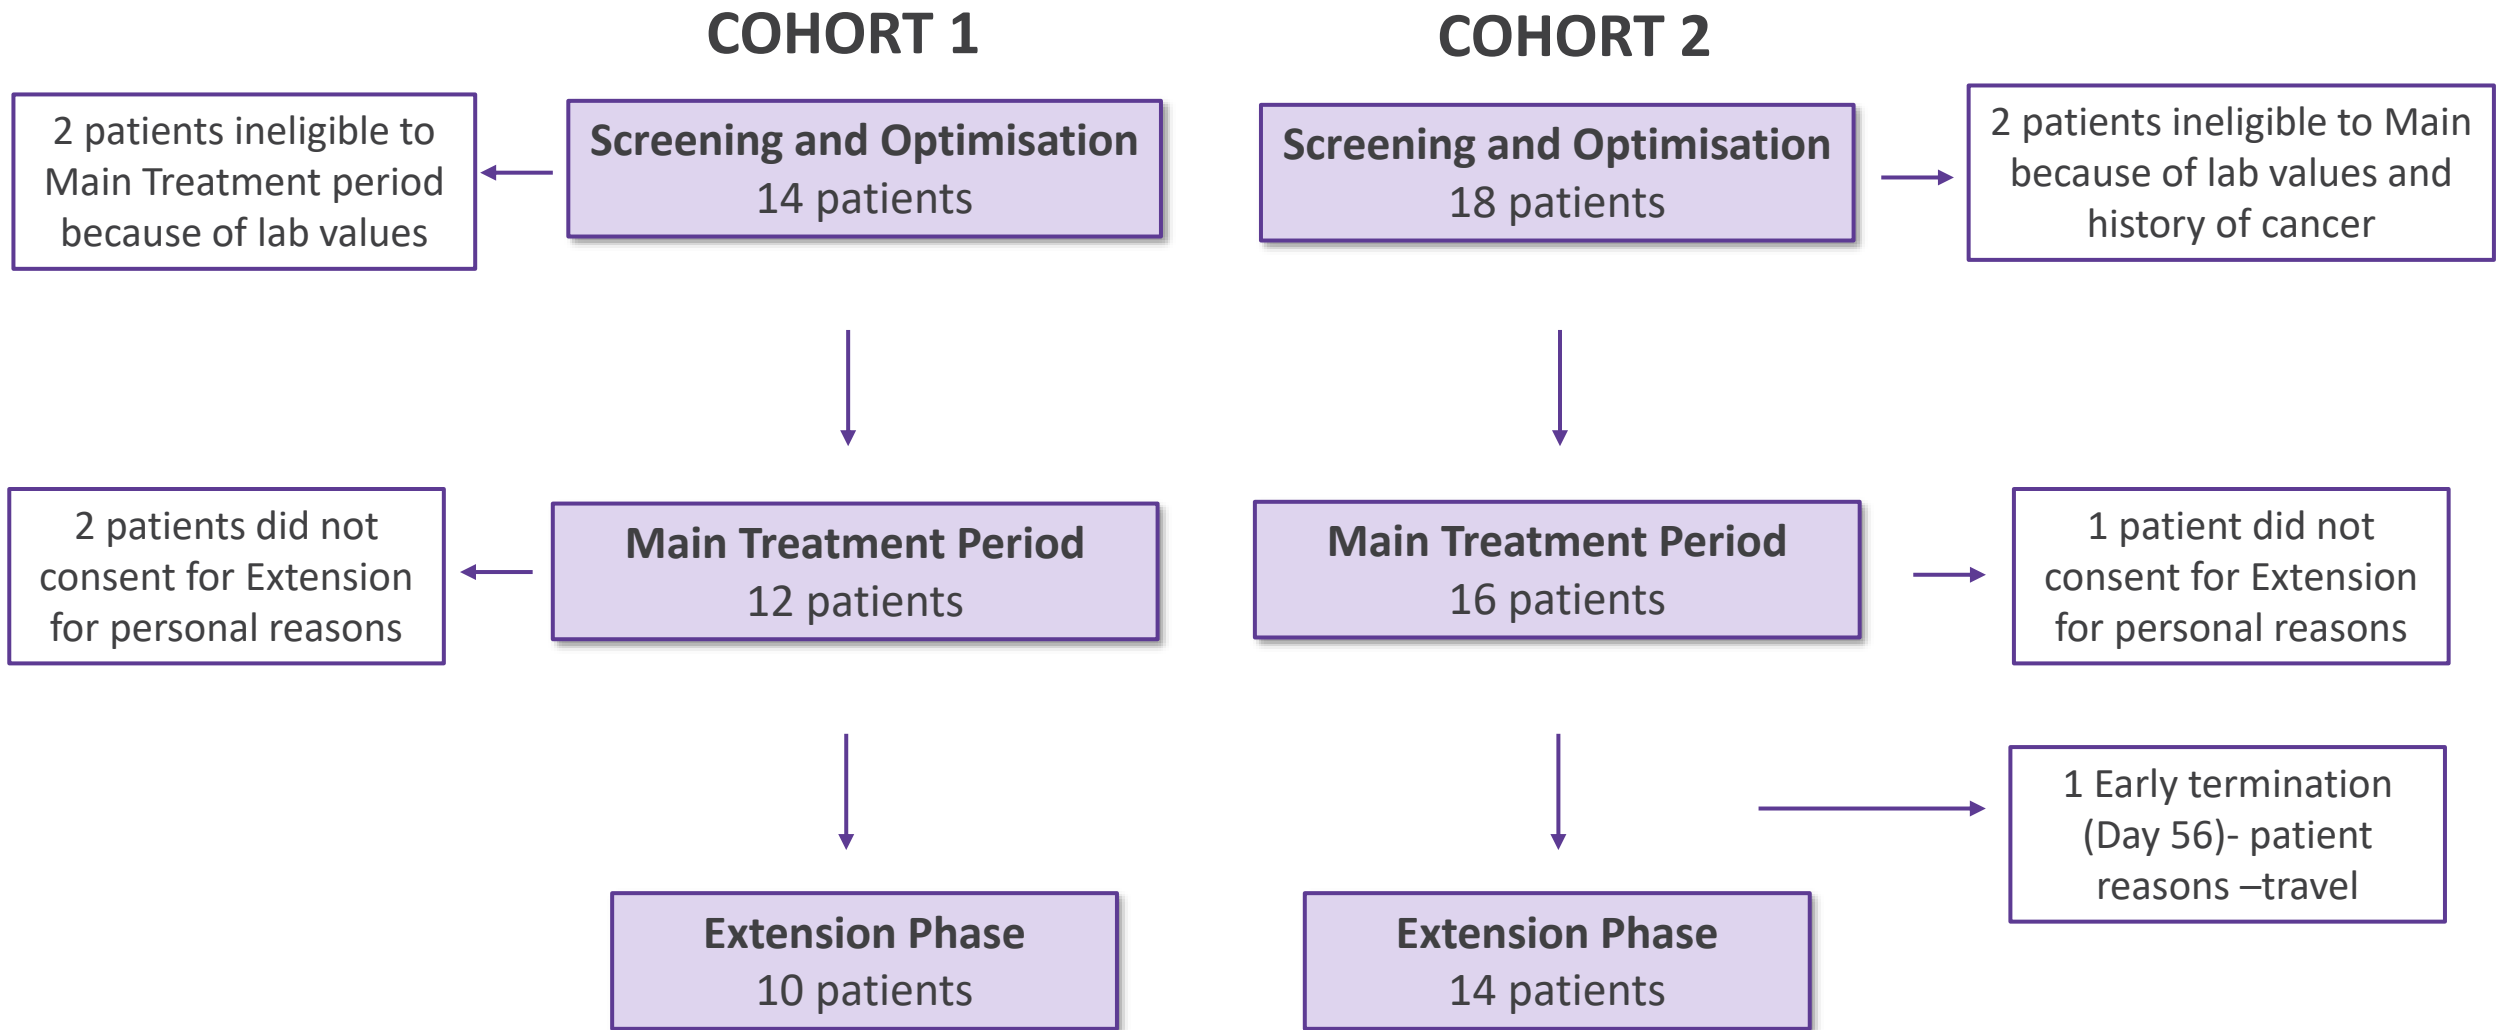 COHORT 1
COHORT 2
2 patients ineligible to
Main Treatment period
because of lab values
Screening and Optimisation
14 patients
Screening and Optimisation
18 patients
2 patients ineligible to Main
because of lab values and
history of cancer
2 patients did not
consent for Extension
for personal reasons
Main Treatment Period
12 patients
Main Treatment Period
16 patients
1 patient did not
consent for Extension
for personal reasons
1 Early termination
(Day 56)- patient
reasons –travel
Extension Phase
10 patients
Extension Phase
14 patients